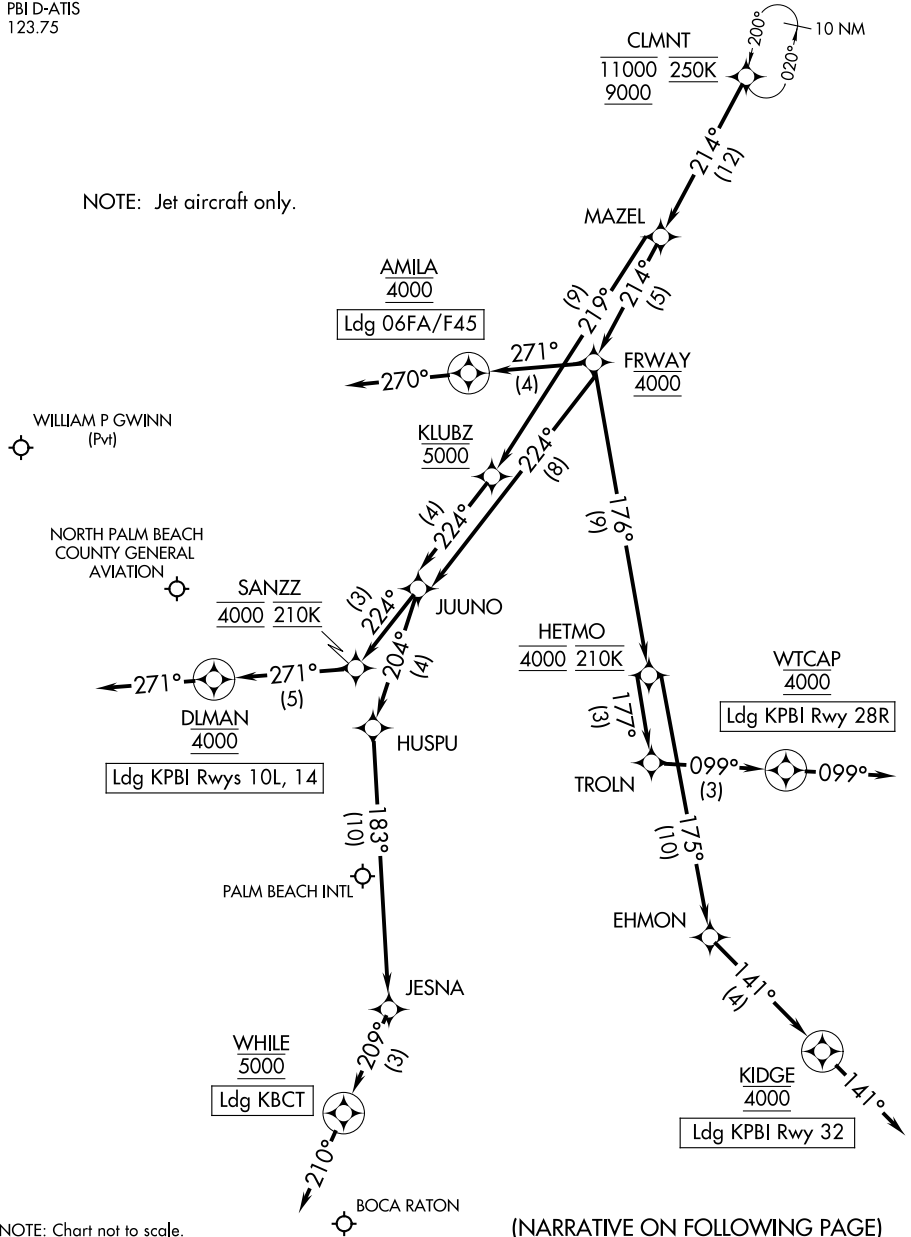 PBI D-ATIS
123.75
CLMNT
11000 250K
9000
200°
020°
10 NM
214°
(12)
NOTE: Jet aircraft only.
MAZEL
AMILA
4000
Ldg 06FA/F45
(9)
219°
214°
(5)
271°
(4)
270°
FRWAY
4000
WILLIAM P GWINN
(Pvt)
KLUBZ
5000
224°
(8)
(4)
224°
176°
(9)
NORTH PALM BEACH
COUNTY GENERAL
AVIATION
SANZZ
4000 210K
(3)
224°
JUUNO
204°
(4)
HETMO
4000 210K
WTCAP
4000
Ldg KPBI Rwy 28R
271°
271°
(5)
DLMAN
4000
Ldg KPBI Rwys 10L, 14
HUSPU
177°
(3)
TROLN
099°
(3)
099°
183°
(10)
175°
(10)
PALM BEACH INTL
EHMON
141°
(4)
JESNA
209°
(3)
WHILE
5000
Ldg KBCT
KIDGE
4000
Ldg KPBI Rwy 32
141°
210°
BOCA RATON
NOTE: Chart not to scale.
(NARRATIVE ON FOLLOWING PAGE)